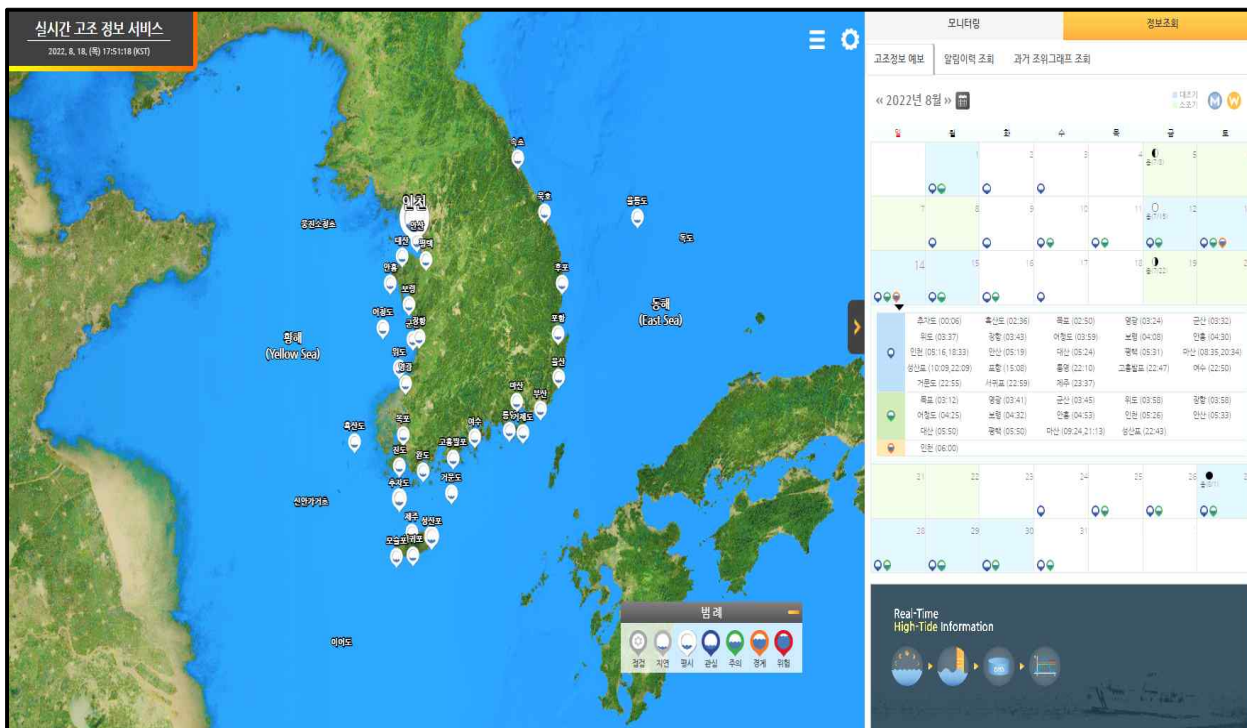 실시간 고조 정보 서비스
2022. 8. 18. (목) 17:51:18 (KST)
속초
묵호
울릉도
독도
인천
안산
옹진소청초
대산
평택
안흥
보령
어청도
장항
후포
포항
울산
동해
(East Sea)
황해
(Yellow Sea)
위도
영광
마산
부산
거제도
여수
목포
흑산도
고흥발포
진도
완도
거문도
추자도
신안가거초
제주
성산포
모슬포
이어도
범 례
점검
지연
평시
관심
주의
경계
위험
모니터링
정보조회
고조정보 예보
알림이력 조회
과거 조위그래프 조회
« 2022년 8월 »
대조기
소조기
M
W
일 월 화 수 목 금 토
1 2 3 4 5
7 8 9 10 11 12
14 15 16 17 18 19
추자도 (00:06) 흑산도 (02:36) 목포 (02:50) 영광 (03:24) 군산 (03:32)
위도 (03:37) 장항 (03:43) 어청도 (03:59) 보령 (04:08) 안흥 (04:30)
인천 (05:16,18:33) 안산 (05:19) 대산 (05:24) 평택 (05:31) 마산 (08:35,20:34)
성산포 (10:09,22:09) 포항 (15:08) 통영 (22:10) 고흥발포 (22:47) 여수 (22:50)
거문도 (22:55) 서귀포 (22:59) 제주 (23:37)
목포 (03:12) 영광 (03:41) 군산 (03:45) 위도 (03:58) 장항 (03:58)
어청도 (04:25) 보령 (04:32) 안흥 (04:53) 인천 (05:26) 안산 (05:33)
대산 (05:50) 평택 (05:50) 마산 (09:24,21:13) 성산포 (22:43)
인천 (06:00)
21 22 23 24 25 26
28 29 30 31
Real-Time
High-Tide Information